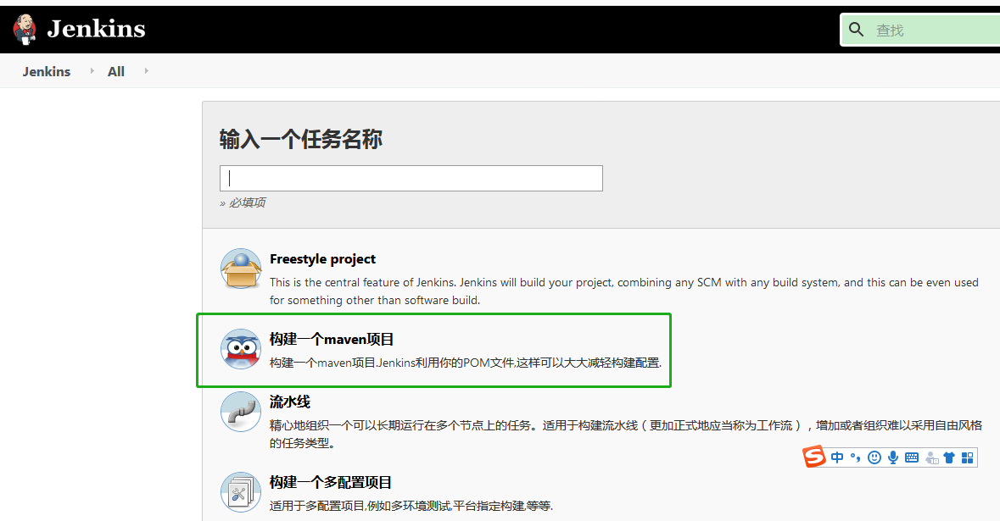 Jenkins
查找
Jenkins All
输入一个任务名称
» 必填项
Freestyle project
This is the central feature of Jenkins. Jenkins will build your project, combining any SCM with any build system, and this can be even used
for something other than software build.
构建一个maven项目
构建一个maven项目.Jenkins利用你的POM文件,这样可以大大减轻构建配置.
流水线
精心地组织一个可以长期运行在多个节点上的任务。适用于构建流水线（更加正式地应当称为工作流），增加或者组织难以采用自由风格
的任务类型。
S 中 °,
构建一个多配置项目
适用于多配置项目,例如多环境测试,平台指定构建,等等.